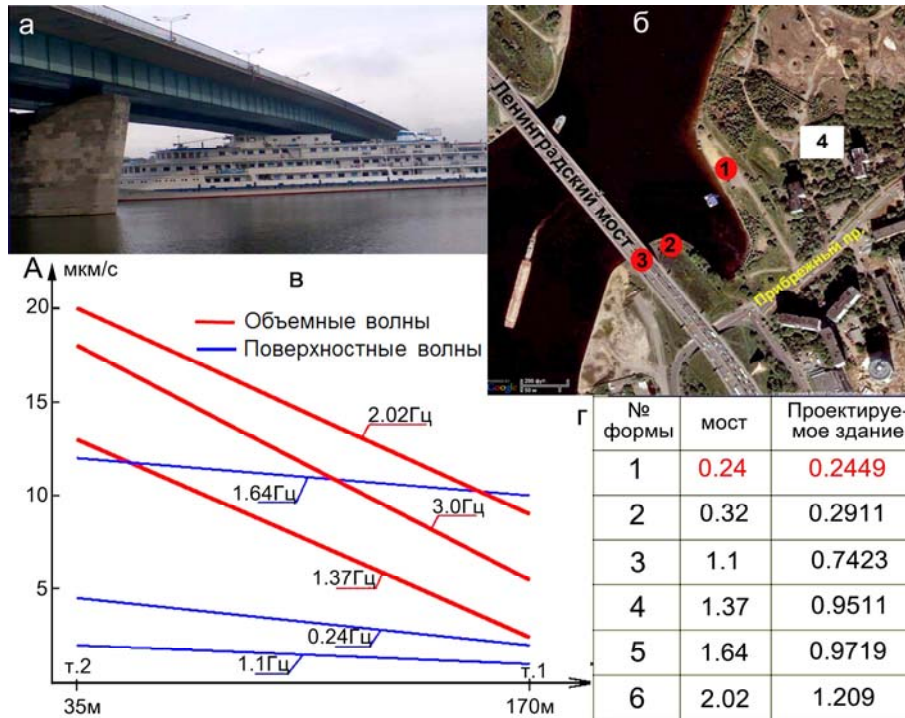 а
б
4
1
Ленинградский мост
2
3
Прибрежный пр.
Google
А мкм/с
в
20
Объемные волны
Поверхностные волны
15
2.02Гц
10
1.64Гц
3.0Гц
1.37Гц
5
0.24Гц
1.1Гц
т.2
т.1
35м
170м
г
№ формы мост Проектируе-
мое здание
1 0.24 0.2449
2 0.32 0.2911
3 1.1 0.7423
4 1.37 0.9511
5 1.64 0.9719
6 2.02 1.209